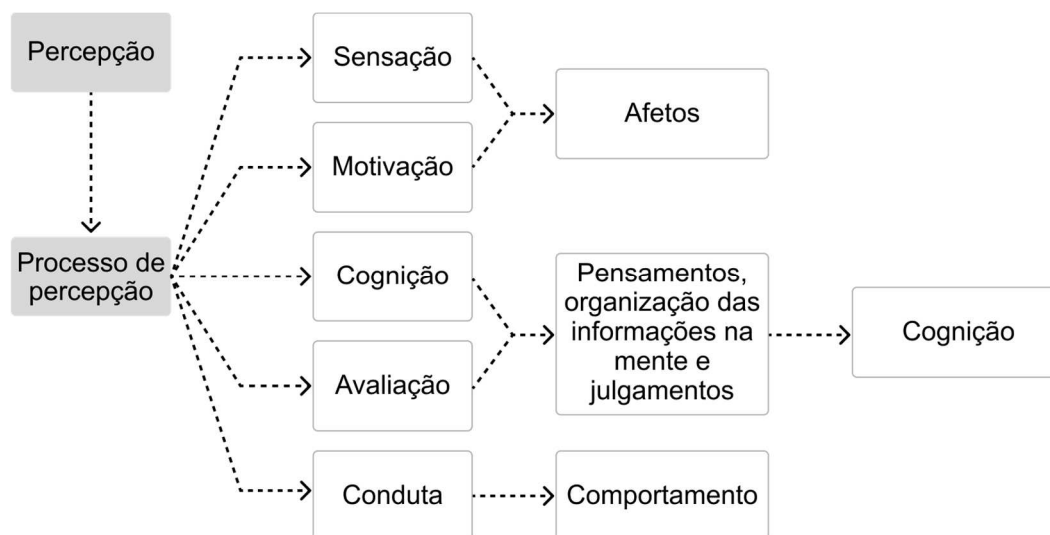 Percepção
Processo de
percepção
Sensação
Motivação
Cognição
Avaliação
Conduta
Afetos
Pensamentos,
organização das
informações na
mente e
julgamentos
Comportamento
Cognição